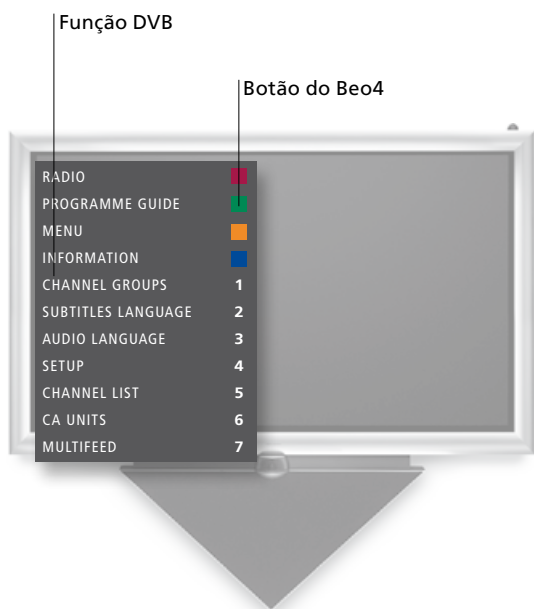 Função DVB
Botão do Beo4
RADIO
PROGRAMME GUIDE
MENU
INFORMATION
CHANNEL GROUPS 1
SUBTITLES LANGUAGE 2
AUDIO LANGUAGE 3
SETUP 4
CHANNEL LIST 5
CA UNITS 6
MULTIFEED 7